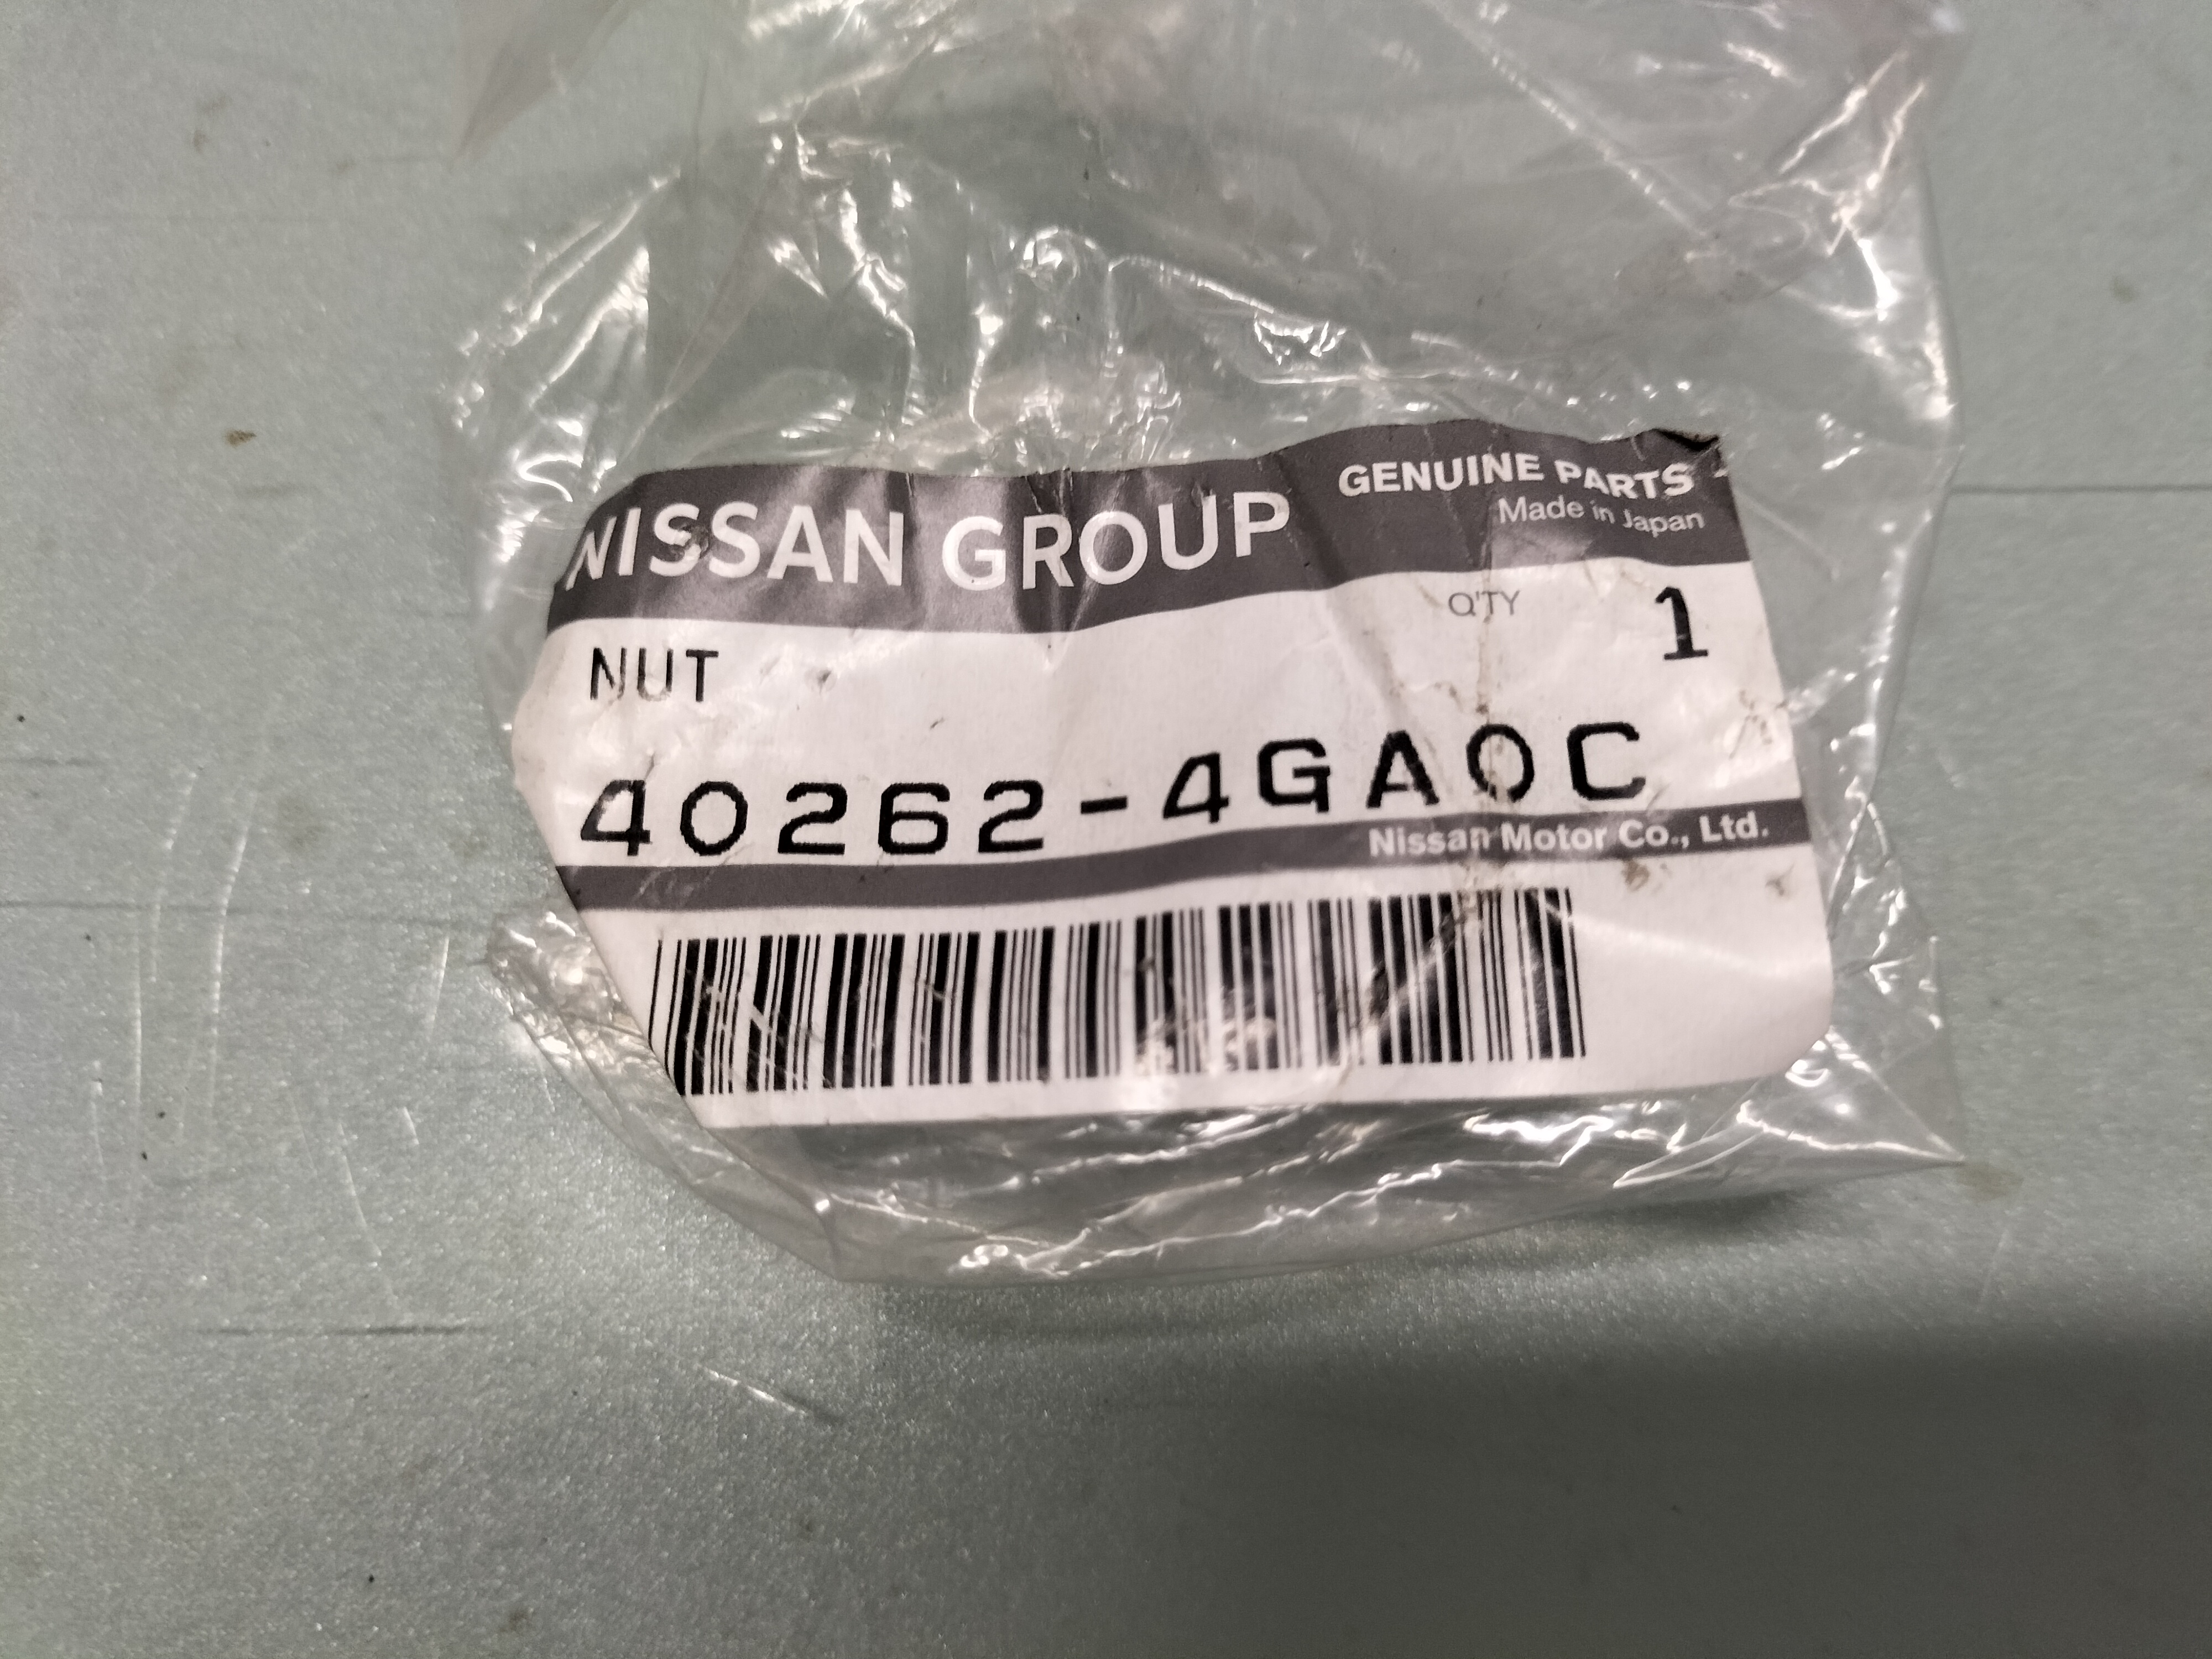 NISSAN GROUP
GENUINE PARTS
Made in Japan
NUT
Q'TY 1
40262-4GA0C
Nissan Motor Co., Ltd.